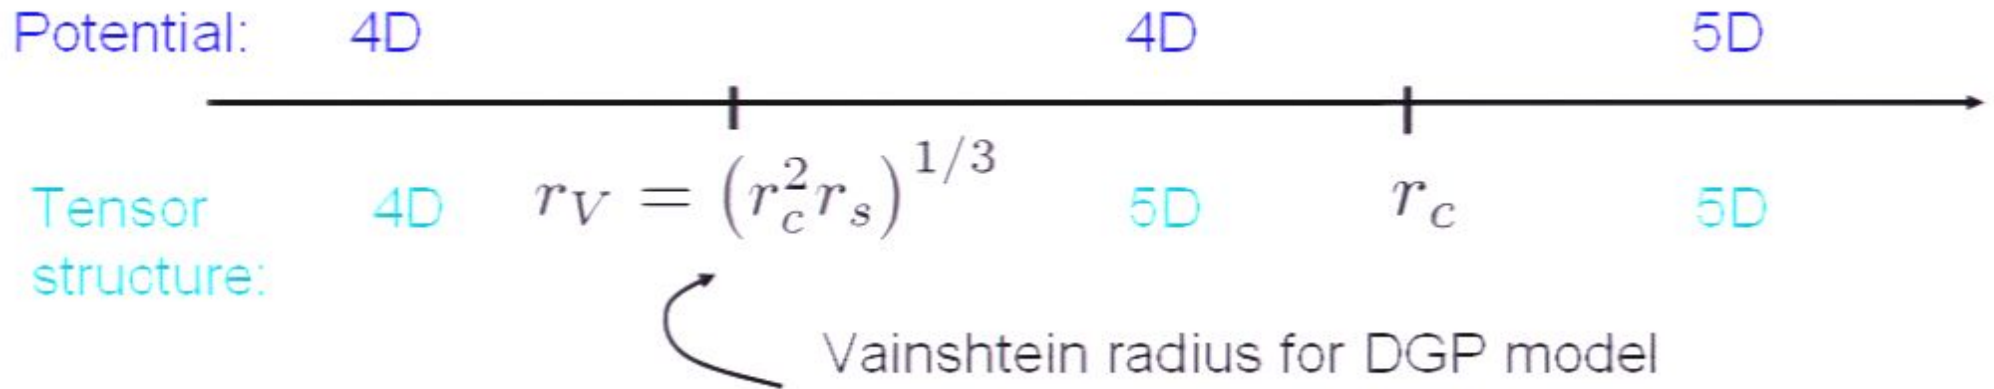 Potential: 4D 4D 5D
Tensor 4D r_V = (r_c^2 r_s)^{1/3} 5D r_c 5D
structure:
Vainshtein radius for DGP model